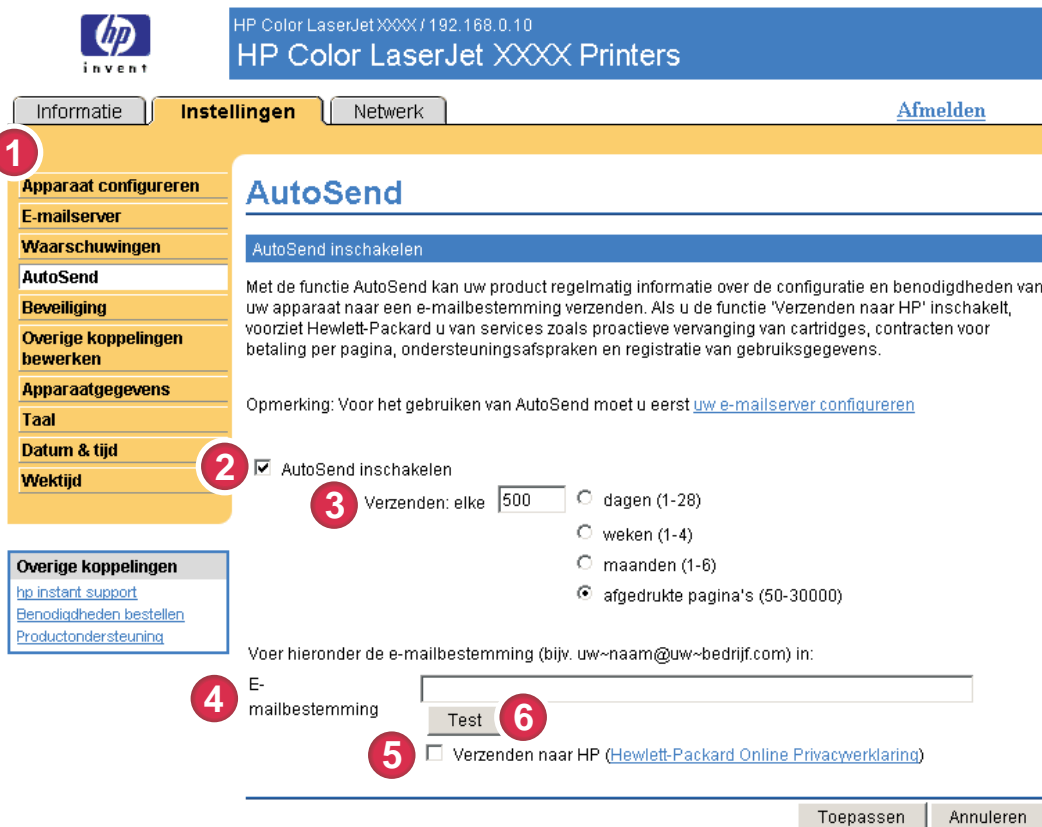 hp
invent
HP Color LaserJet XXXX / 192.168.0.10
HP Color LaserJet XXXX Printers
Informatie
Instellingen
Netwerk
Afmelden
1
Apparaat configureren
E-mailserver
Waarschuwingen
AutoSend
Beveiliging
Overige koppelingen
bewerken
Apparaatgegevens
Taal
Datum & tijd
Wektijd
Overige koppelingen
hp instant support
Benodigdheden bestellen
Productondersteuning
AutoSend
AutoSend inschakelen
Met de functie AutoSend kan uw product regelmatig informatie over de configuratie en benodigdheden van
uw apparaat naar een e-mailbestemming verzenden. Als u de functie 'Verzenden naar HP' inschakelt,
voorziet Hewlett-Packard u van services zoals proactieve vervanging van cartridges, contracten voor
betaling per pagina, ondersteuningsafspraken en registratie van gebruiksgegevens.
Opmerking: Voor het gebruiken van AutoSend moet u eerst uw e-mailserver configureren
2
AutoSend inschakelen
3
Verzenden: elke 500
dagen (1-28)
weken (1-4)
maanden (1-6)
afgedrukte pagina's (50-30000)
Voer hieronder de e-mailbestemming (bijv. uw~naam@uw~bedrijf.com) in:
4
E-
mailbestemming
Test
6
5
Verzenden naar HP (Hewlett-Packard Online Privacyverklaring)
Toepassen
Annuleren